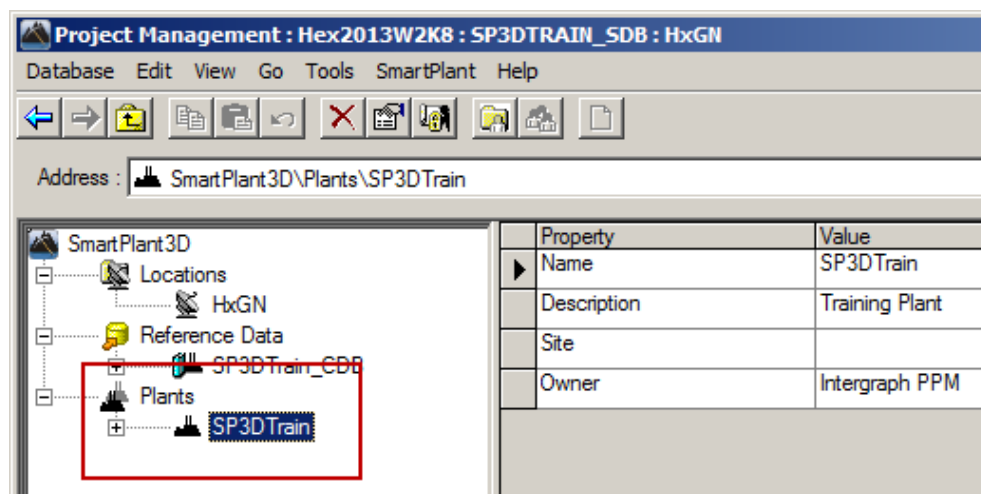 Project Management : Hex2013W2K8 : SP3DTRAIN_SDB : HxGN
Database Edit View Go Tools SmartPlant Help
Address : SmartPlant3D\Plants\SP3DTrain
SmartPlant3D
Locations
HxGN
Reference Data
SP3DTrain_CDB
Plants
SP3DTrain
Property Value
Name SP3DTrain
Description Training Plant
Site
Owner Intergraph PPM